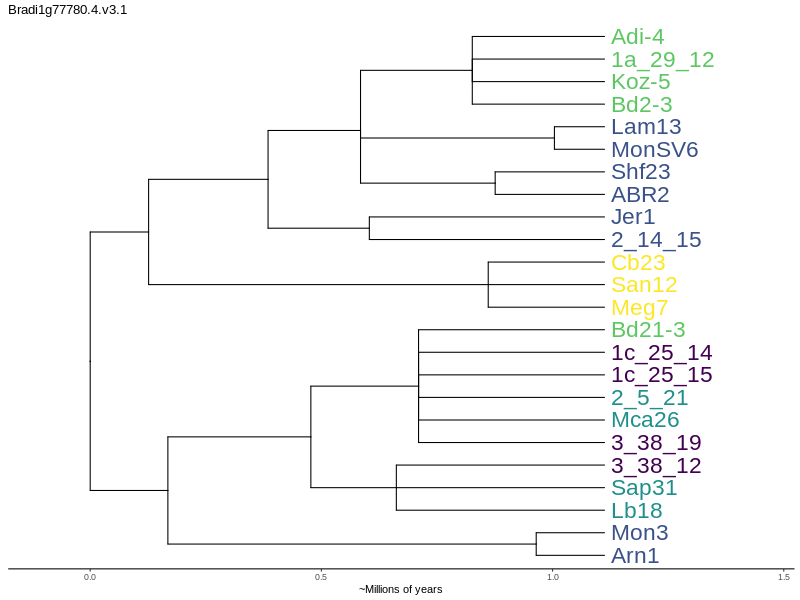 Bradi1g77780.4.v3.1
Adi-4
1a_29_12
Koz-5
Bd2-3
Lam13
MonSV6
Shf23
ABR2
Jer1
2_14_15
Cb23
San12
Meg7
Bd21-3
1c_25_14
1c_25_15
2_5_21
Mca26
3_38_19
3_38_12
Sap31
Lb18
Mon3
Arn1
0.0 0.5 1.0 1.5
~Millions of years